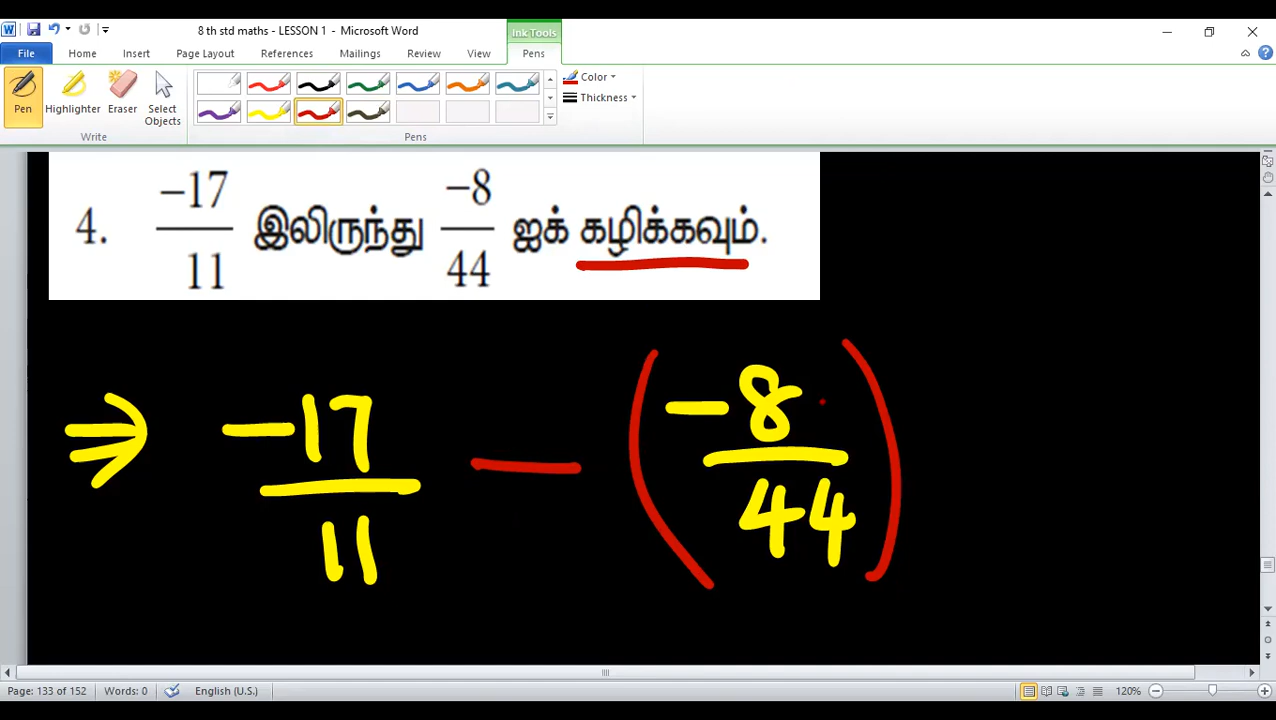 8 th std maths - LESSON 1 - Microsoft Word
Ink Tools
File Home Insert Page Layout References Mailings Review View Pens
Pen Highlighter Eraser Select Objects
Color
Thickness
Write Pens
4. -17/11 இலிருந்து -8/44 ஐக் கழிக்கவும்.
⇒ -17/11 - (-8/44)
Page: 133 of 152 Words: 0 English (U.S.) 120%